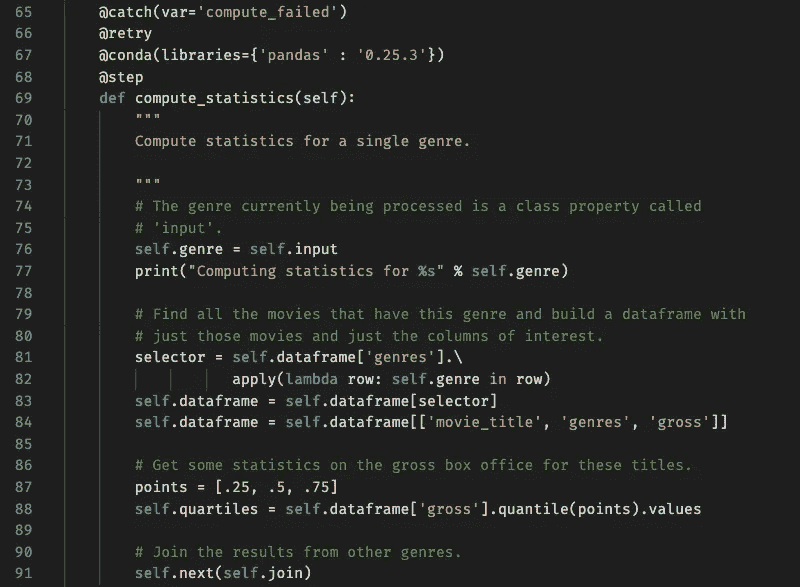 65 @catch(var='compute_failed')
66 @retry
67 @conda(libraries={'pandas' : '0.25.3'})
68 @step
69 def compute_statistics(self):
70 """
71 Compute statistics for a single genre.
72
73 """
74 # The genre currently being processed is a class property called
75 # 'input'.
76 self.genre = self.input
77 print("Computing statistics for %s" % self.genre)
78
79 # Find all the movies that have this genre and build a dataframe with
80 # just those movies and just the columns of interest.
81 selector = self.dataframe['genres'].\
82 apply(lambda row: self.genre in row)
83 self.dataframe = self.dataframe[selector]
84 self.dataframe = self.dataframe[['movie_title', 'genres', 'gross']]
85
86 # Get some statistics on the gross box office for these titles.
87 points = [.25, .5, .75]
88 self.quartiles = self.dataframe['gross'].quantile(points).values
89
90 # Join the results from other genres.
91 self.next(self.join)